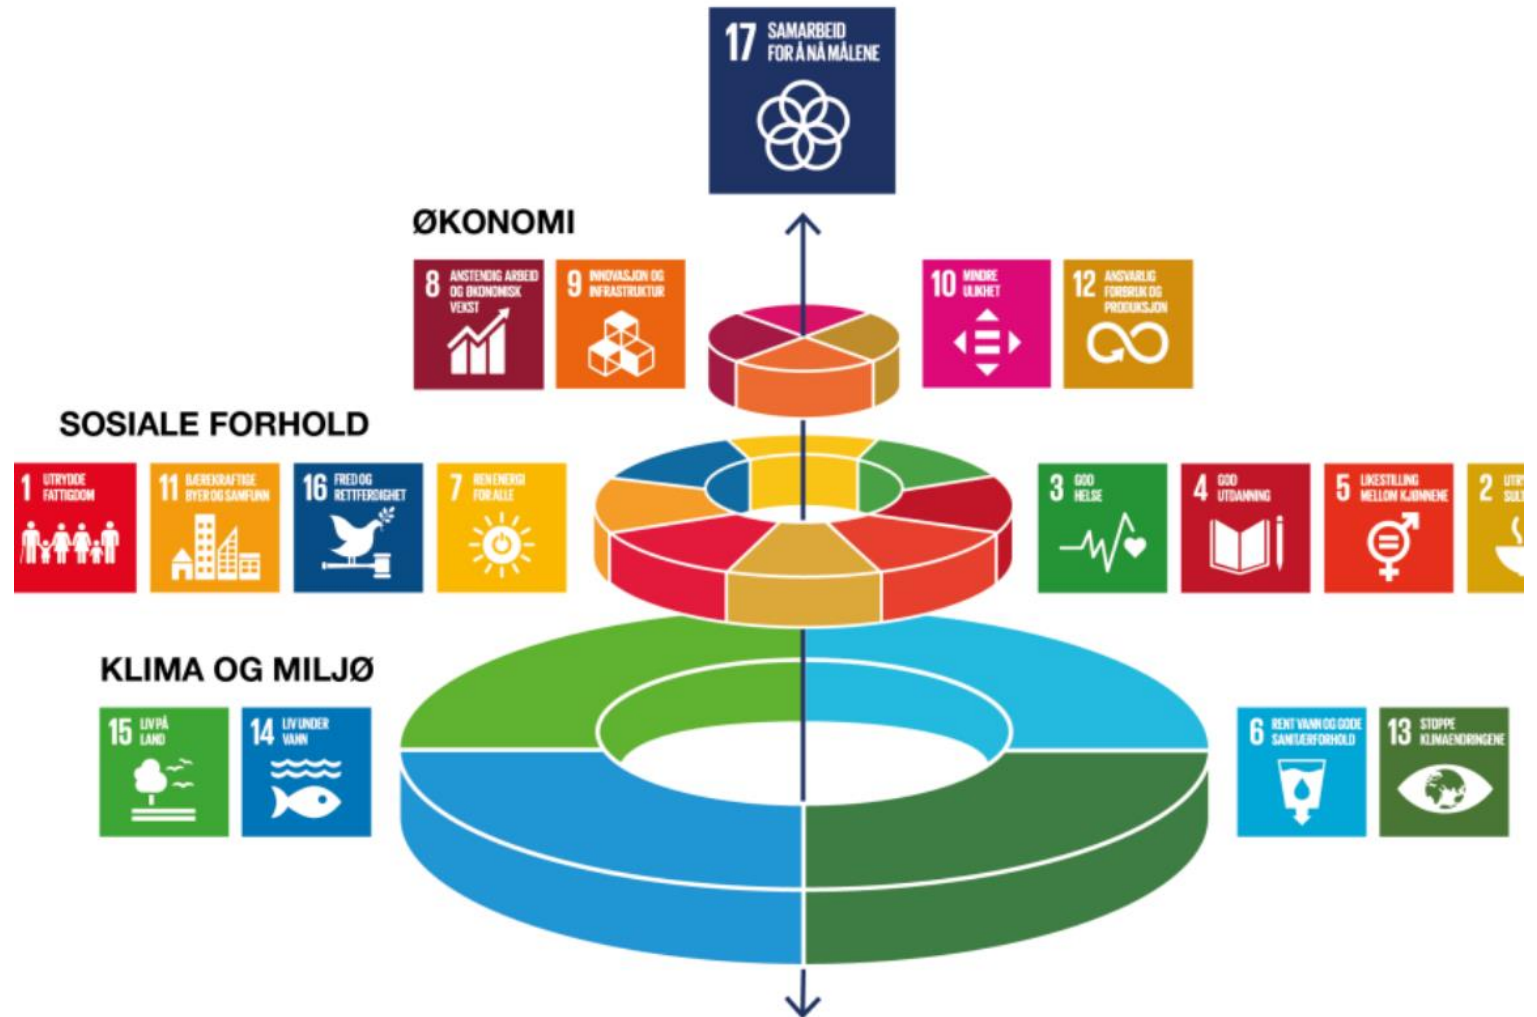 17 SAMARBEID
FOR Å NÅ MÅLENE
ØKONOMI
8 ANSTENDIG ARBEID
OG ØKONOMISK
VEKST
9 INNOVASJON OG
INFRASTRUKTUR
10 MINDRE
ULIKHET
12 ANSVARLIG
FORBRUK OG
PRODUKSJON
SOSIALE FORHOLD
1 UTRYDDE
FATTIGDOM
11 BÆREKRAFTIGE
BYER OG SAMFUNN
16 FRED OG
RETTFERDIGHET
7 REN ENERGI
FOR ALLE
3 GOD
HELSE
4 GOD
UTDANNING
5 LIKESTILLING
MELLOM KJØNNENE
2 UTR
SULT
KLIMA OG MILJØ
15 LIV PÅ
LAND
14 LIV UNDER
VANN
6 RENT VANN OG GODE
SANITÆRFORHOLD
13 STOPPE
KLIMAENDRINGENE